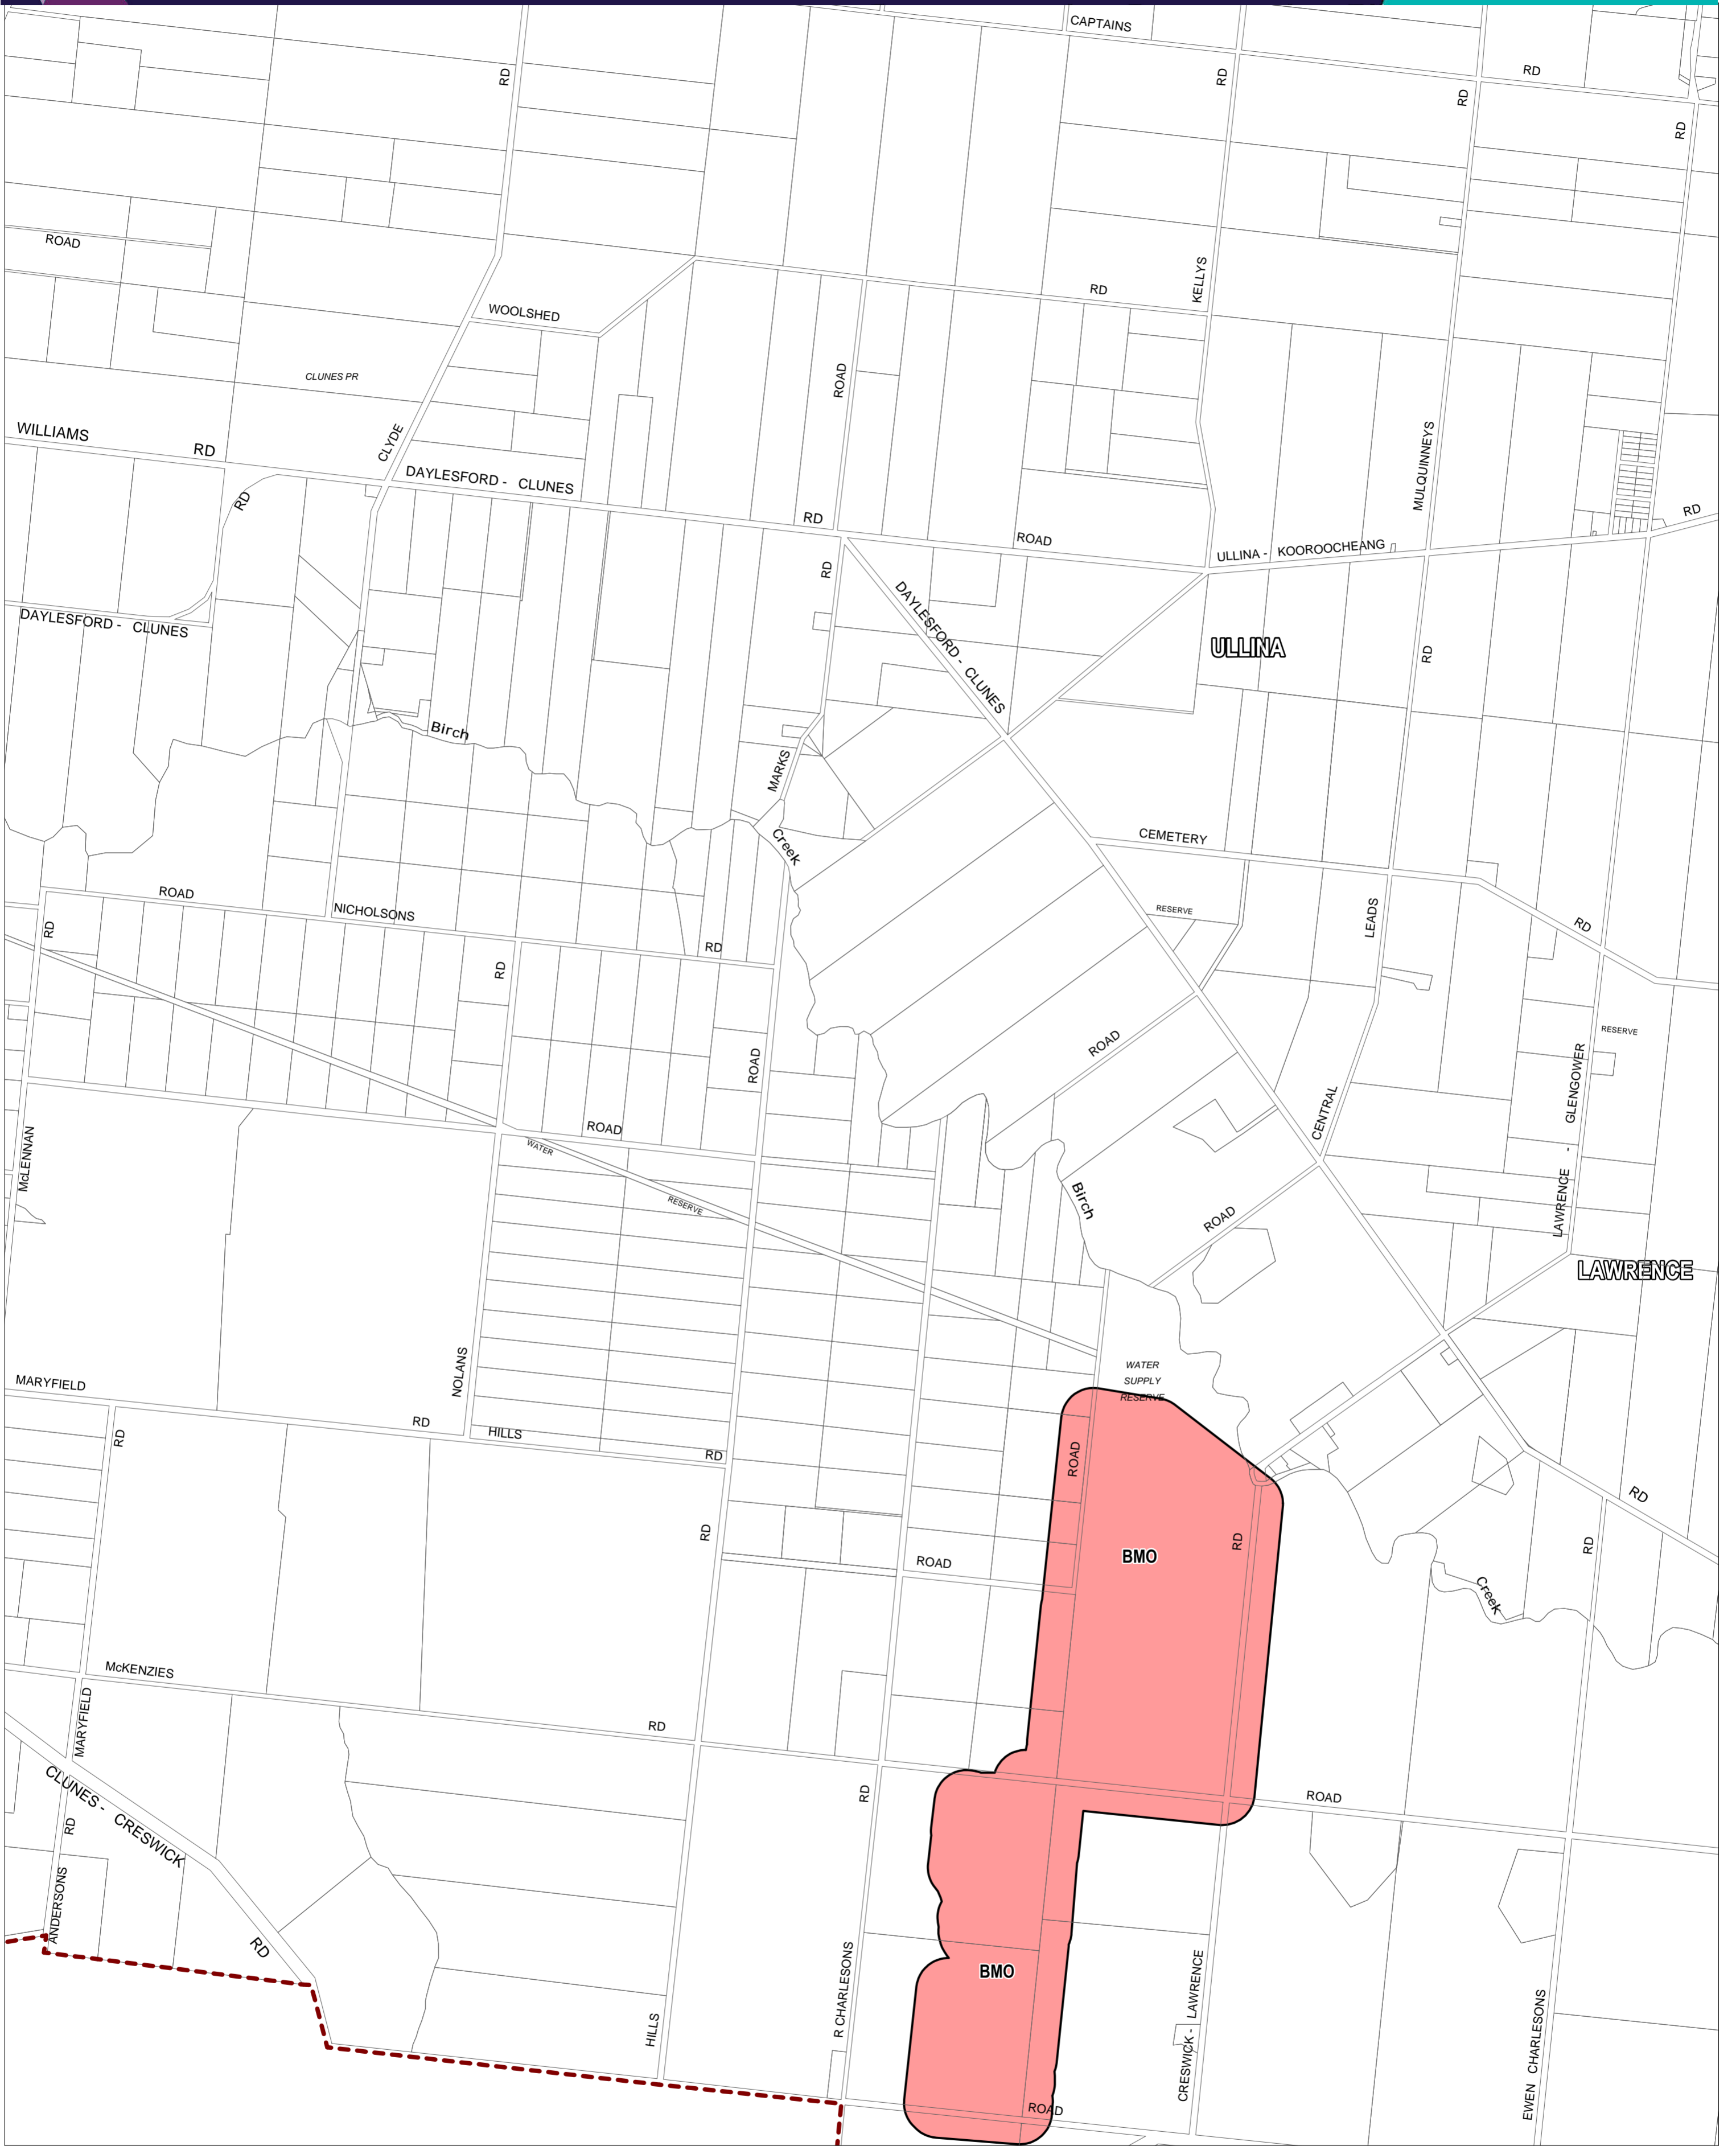 CAPTAINS
RD
RD
RD
RD
RD
RD
ROAD
KELLYS
RD
WOOLSHED
CLUNES PR
ROAD
WILLIAMS
RD
CLYDE
MULQUINNEYS
DAYLESFORD - CLUNES
RD
RD
RD
ROAD
ULLINA - KOOROOCHEANG
RD
DAYLESFORD - CLUNES
DAYLESFORD - CLUNES
ULLINA
RD
Birch
MARKS
Creek
CEMETERY
ROAD
NICHOLSONS
RD
RESERVE
LEADS
RD
RD
RD
ROAD
ROAD
RESERVE
GLENGOWER
-
LAWRENCE
CENTRAL
ROAD
WATER
McLENNAN
RESERVE
Birch
ROAD
LAWRENCE
NOLANS
WATER
SUPPLY
RESERVE
MARYFIELD
RD
HILLS
RD
RD
ROAD
RD
RD
RD
RD
BMO
ROAD
Creek
McKENZIES
RD
MARYFIELD
CLUNES - CRESWICK
RD
RD
ROAD
RD
ANDERSONS
R CHARLESONS
BMO
HILLS
CRESWICK - LAWRENCE
EWEN CHARLESONS
ROAD